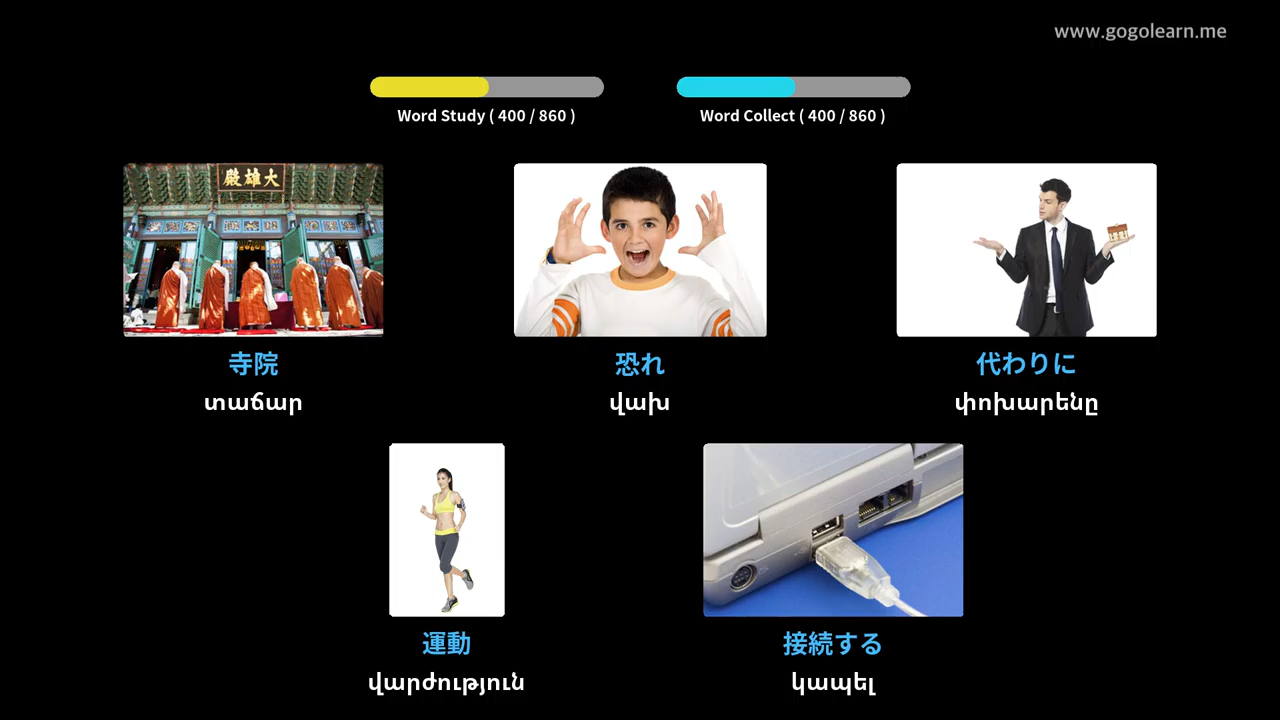 www.gogolearn.me
Word Study ( 400 / 860 )
Word Collect ( 400 / 860 )
大雄殿
寺院
տաճար
恐れ
վախ
代わりに
փոխարենը
運動
վարժություն
接続する
կապել